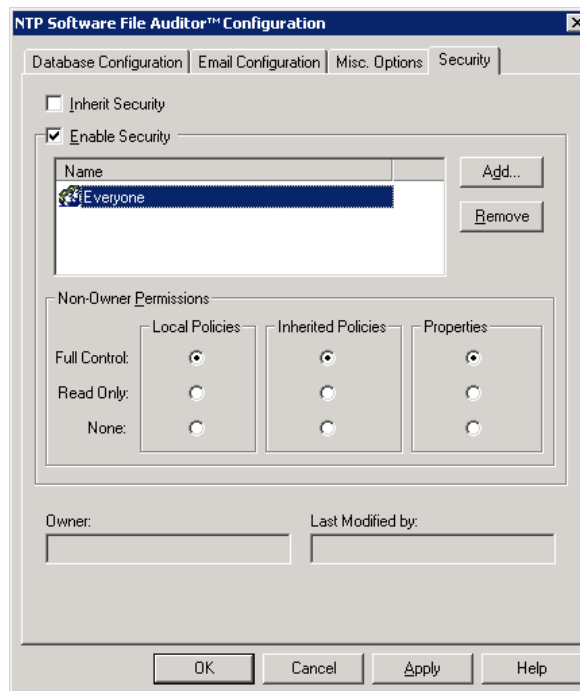 NTP Software File Auditor™ Configuration
Database Configuration Email Configuration Misc. Options Security
Inherit Security
Enable Security
Name
Add...
Everyone
Remove
Non-Owner Permissions
Local Policies Inherited Policies Properties
Full Control:
Read Only:
None:
Owner: Last Modified by:
OK Cancel Apply Help